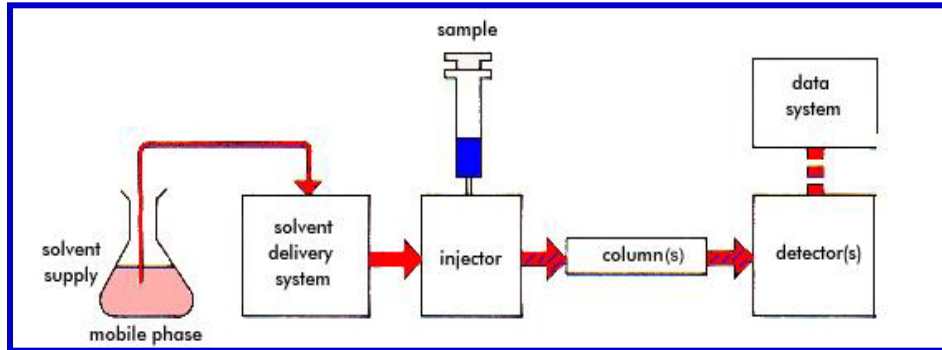 sample
data
system
solvent
supply
solvent
delivery
system
injector
column(s)
detector(s)
mobile phase